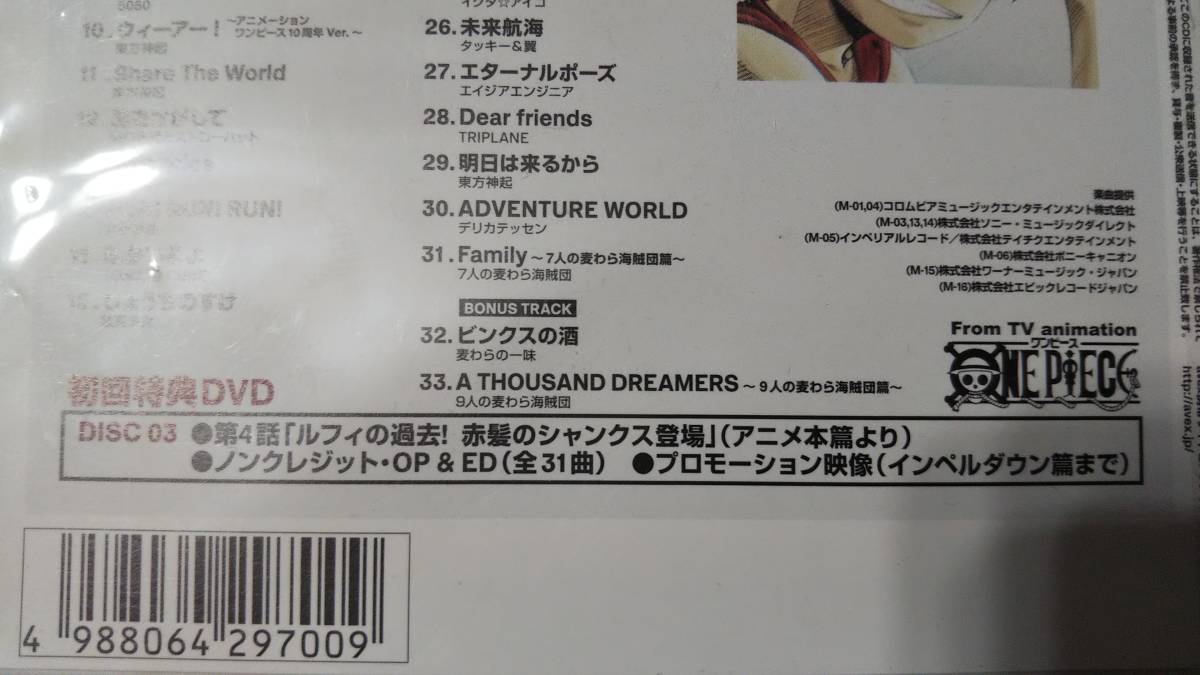 5050
10. ウィーアー！ ～アニメーション ワンピース10周年 Ver.～
東方神起
11. Share The World
東方神起
RUN!
イクタ☆アイコ
26. 未来航海
タッキー&翼
27. エターナルポーズ
エイジアエンジニア
28. Dear friends
TRIPLANE
29. 明日は来るから
東方神起
30. ADVENTURE WORLD
デリカテッセン
31. Family ～7人の麦わら海賊団篇～
7人の麦わら海賊団
BONUS TRACK
32. ビンクスの酒
麦わらの一味
33. A THOUSAND DREAMERS ～9人の麦わら海賊団篇～
9人の麦わら海賊団
楽曲提供
(M-01,04)コロムビアミュージックエンタテインメント株式会社
(M-03,13,14)株式会社ソニー・ミュージックダイレクト
(M-05)インペリアルレコード／株式会社テイチクエンタテインメント
(M-06)株式会社ポニーキャニオン
(M-15)株式会社ワーナーミュージック・ジャパン
(M-16)株式会社エピックレコードジャパン
From TV animation
ワンピース
ONE PIECE
初回特典DVD
DISC 03 ●第4話「ルフィの過去! 赤髪のシャンクス登場」(アニメ本篇より)
●ノンクレジット・OP & ED(全31曲) ●プロモーション映像(インペルダウン篇まで)
http://avex.jp/
4 988064 297009